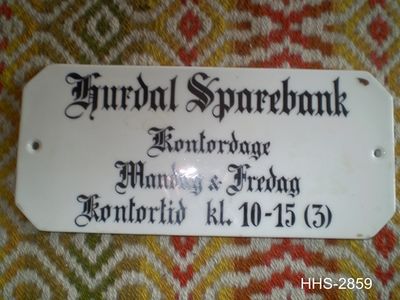 Hurdal Sparebank
Kontordage
Mandag & Fredag
Kontortid kl. 10-15 (3)
HHS-2859